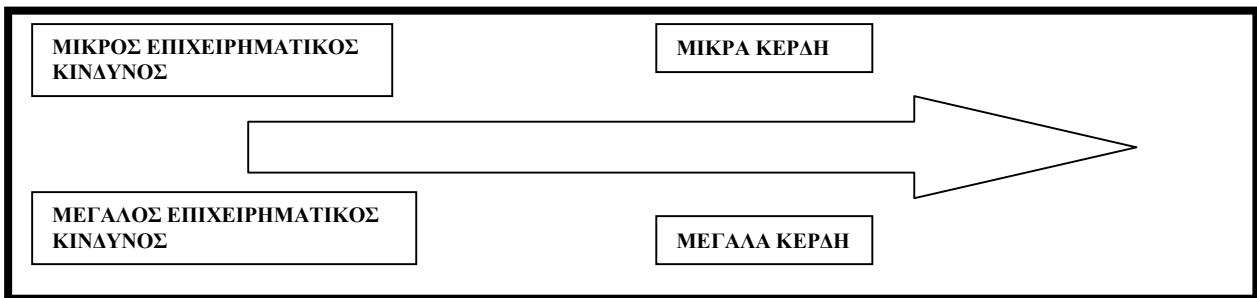 ΜΙΚΡΟΣ ΕΠΙΧΕΙΡΗΜΑΤΙΚΟΣ
ΚΙΝΔΥΝΟΣ
ΜΙΚΡΑ ΚΕΡΔΗ
ΜΕΓΑΛΟΣ ΕΠΙΧΕΙΡΗΜΑΤΙΚΟΣ
ΚΙΝΔΥΝΟΣ
ΜΕΓΑΛΑ ΚΕΡΔΗ